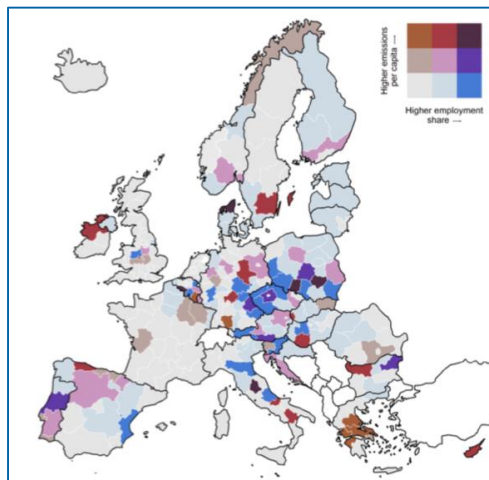 Higher emissions
per capita →
Higher employment
share →